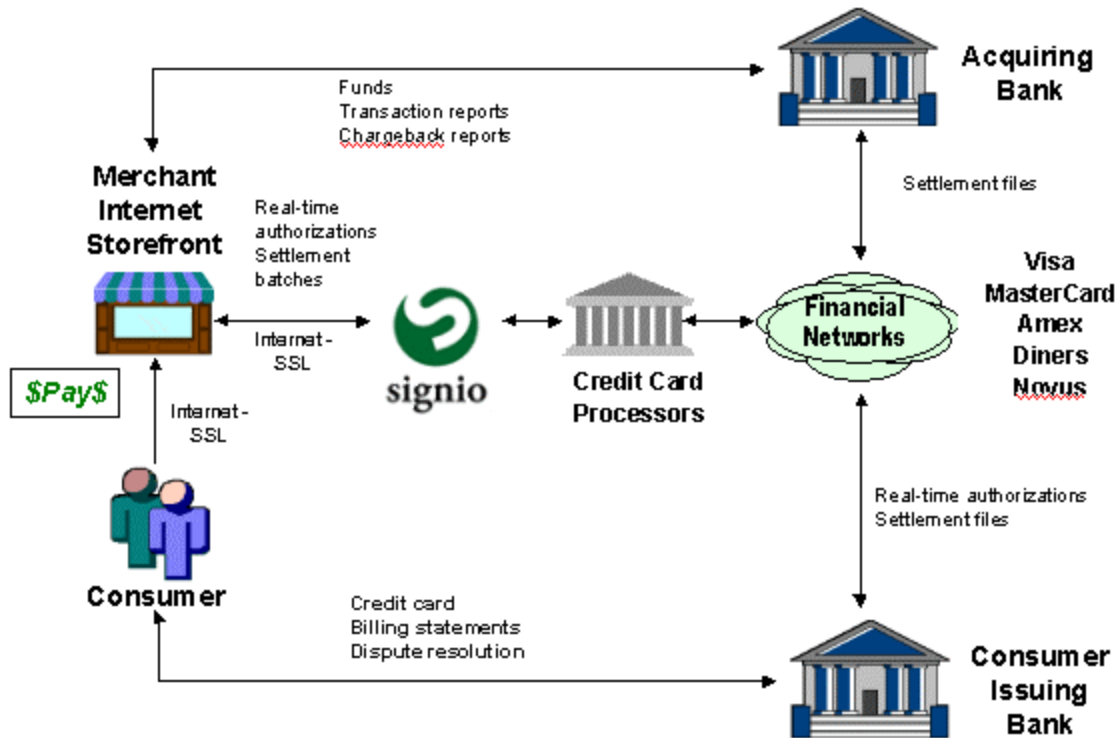 Acquiring
Bank
Funds
Transaction reports
Chargeback reports
Merchant
Internet
Storefront
Settlement files
Real-time
authorizations
Settlement
batches
Visa
MasterCard
Amex
Diners
Novus
Financial
Networks
Internet -
SSL
signio
Credit Card
Processors
$Pay$
Internet -
SSL
Real-time authorizations
Settlement files
Consumer
Credit card
Billing statements
Dispute resolution
Consumer
Issuing
Bank